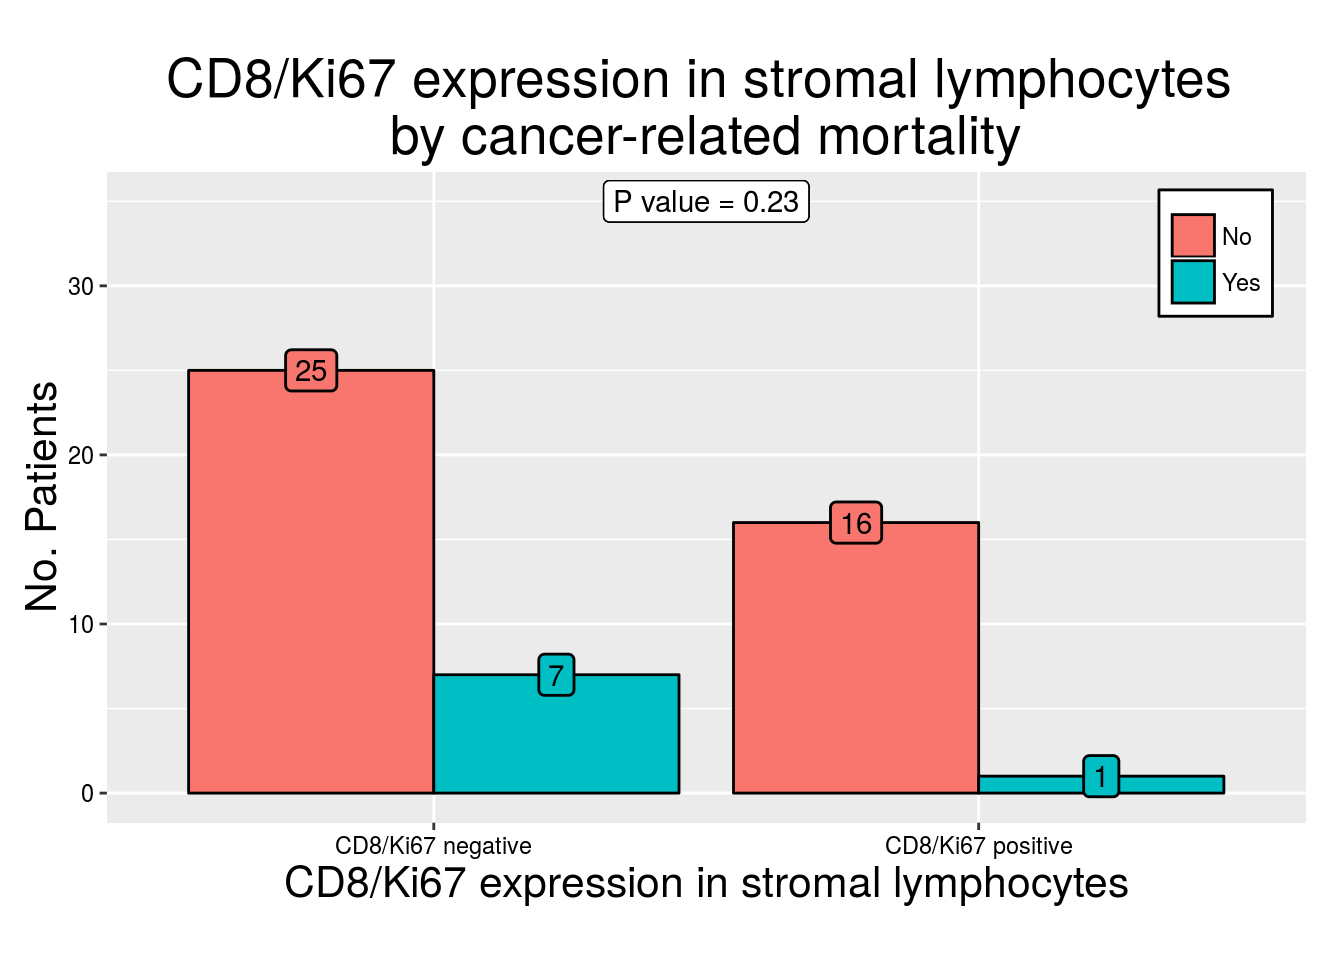 CD8/Ki67 expression in stromal lymphocytes
by cancer-related mortality
P value = 0.23
No
Yes
No. Patients
30
20
10
0
25
7
16
1
CD8/Ki67 negative
CD8/Ki67 positive
CD8/Ki67 expression in stromal lymphocytes